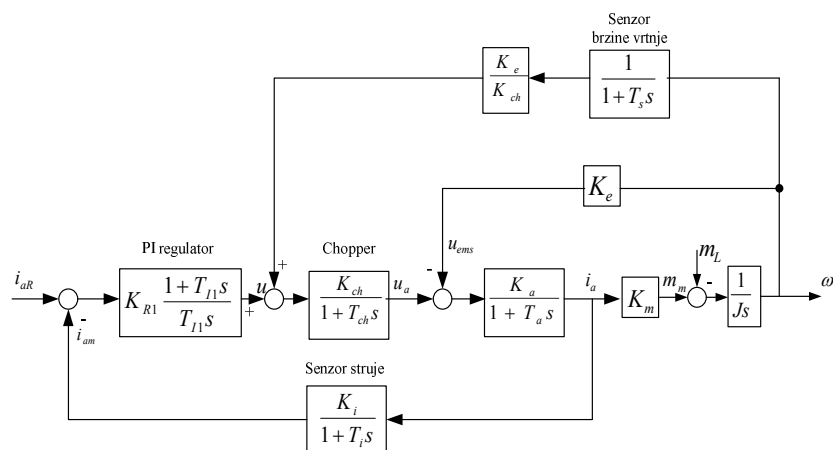 Senzor
brzine vrtnje
K_e / K_ch
1 / 1 + T_s s
K_e
PI regulator
Chopper
u_ems
m_L
i_aR
K_R1 1 + T_I1 s / T_I1 s
u
K_ch / 1 + T_ch s
u_a
K_a / 1 + T_a s
i_a
K_m
m_m
1 / Js
ω
+
+
-
-
-
i_am
Senzor struje
K_i / 1 + T_i s